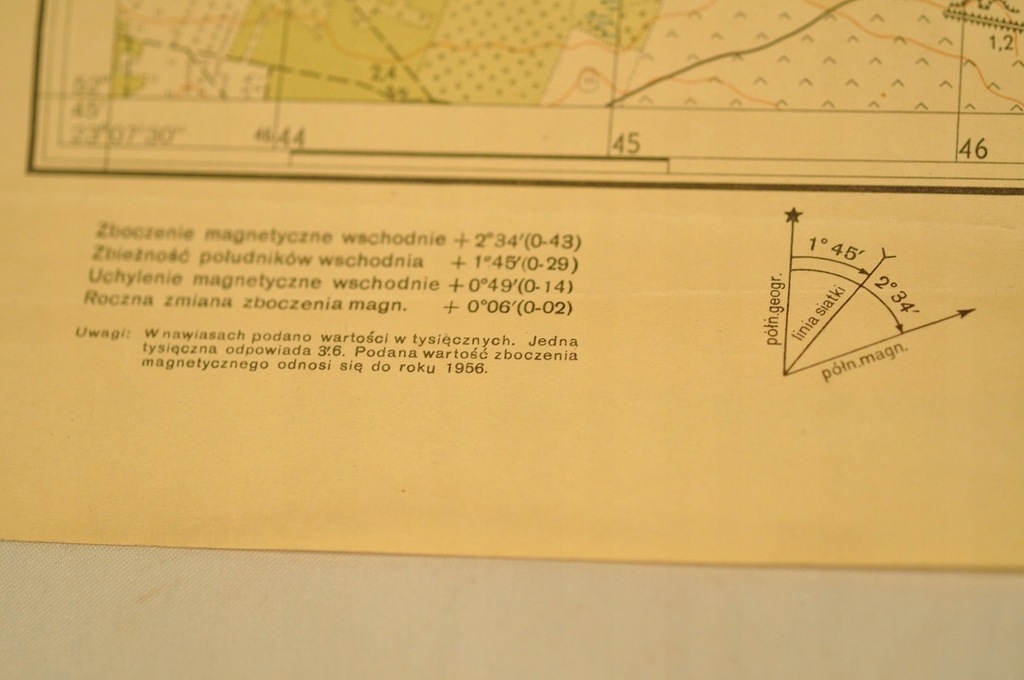 1,2
2,4
52°
45'
23°07'30"
4644
45
46
Zboczenie magnetyczne wschodnie + 2°34'(0-43)
Zbieżność południków wschodnia + 1°45'(0-29)
Uchylenie magnetyczne wschodnie + 0°49'(0-14)
Roczna zmiana zboczenia magn. + 0°06'(0-02)
Uwagi: W nawiasach podano wartości w tysięcznych. Jedna
tysięczna odpowiada 3'.6. Podana wartość zboczenia
magnetycznego odnosi się do roku 1956.
1°45'
2°34'
półn.geogr.
linia siatki
półn.magn.